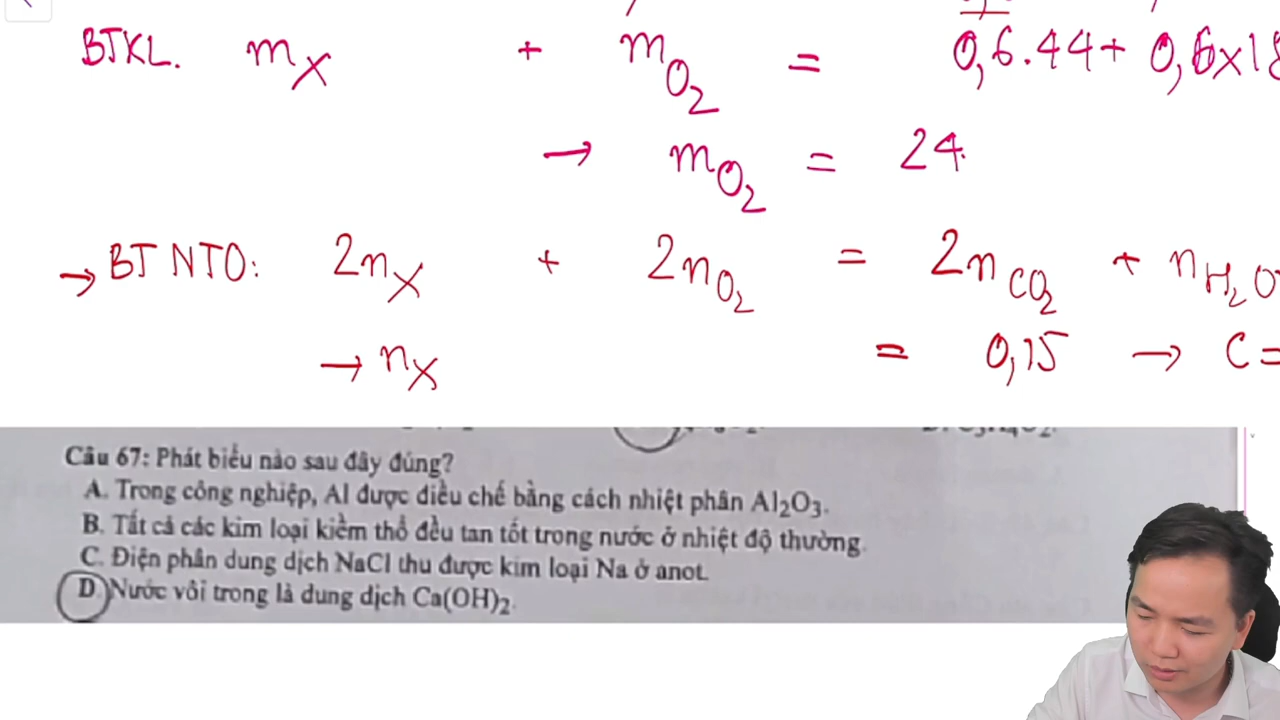 BTKL. mX + mO2 = 0,6.44 + 0,6x18
→ mO2 = 24.
→ BT NTO: 2nX + 2nO2 = 2nCO2 + nH2O
→ nX = 0,15 → C =
Câu 67: Phát biểu nào sau đây đúng?
A. Trong công nghiệp, Al được điều chế bằng cách nhiệt phân Al2O3.
B. Tất cả các kim loại kiềm thổ đều tan tốt trong nước ở nhiệt độ thường.
C. Điện phân dung dịch NaCl thu được kim loại Na ở anot.
D. Nước vôi trong là dung dịch Ca(OH)2.